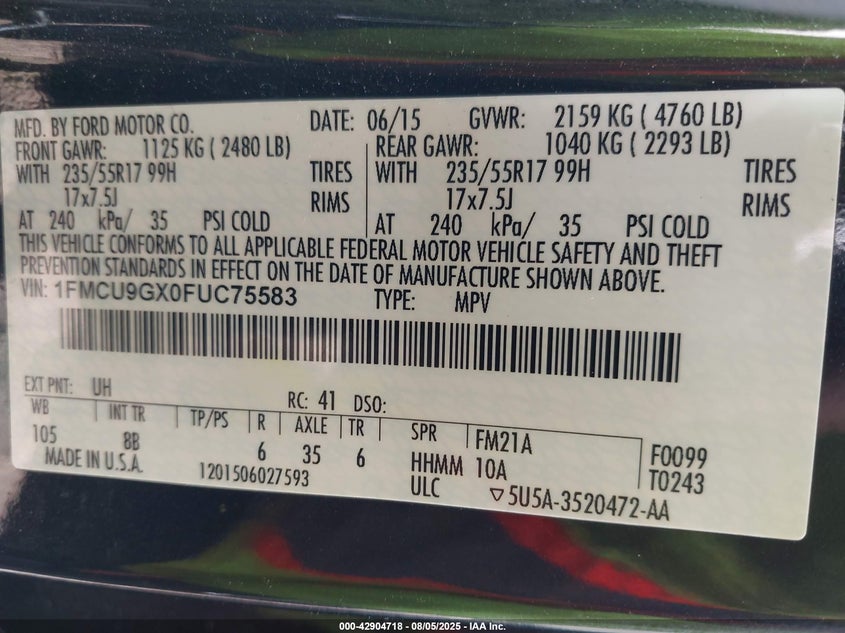 MFD. BY FORD MOTOR CO. DATE: 06/15 GVWR: 2159 KG ( 4760 LB)
FRONT GAWR: 1125 KG ( 2480 LB) REAR GAWR: 1040 KG ( 2293 LB)
WITH 235/55R17 99H TIRES WITH 235/55R17 99H TIRES
17x7.5J RIMS 17x7.5J RIMS
AT 240 kPa/ 35 PSI COLD AT 240 kPa/ 35 PSI COLD
THIS VEHICLE CONFORMS TO ALL APPLICABLE FEDERAL MOTOR VEHICLE SAFETY AND THEFT
PREVENTION STANDARDS IN EFFECT ON THE DATE OF MANUFACTURE SHOWN ABOVE.
VIN: 1FMCU9GX0FUC75583 TYPE: MPV
EXT PNT: UH RC: 41 DSO:
WB INT TR TP/PS R AXLE TR SPR FM21A F0099
105 8B 6 35 6 HHMM 10A T0243
MADE IN U.S.A. 1201506027593 ULC ▽5U5A-3520472-AA
000-42904718 - 08/05/2025 - IAA Inc.